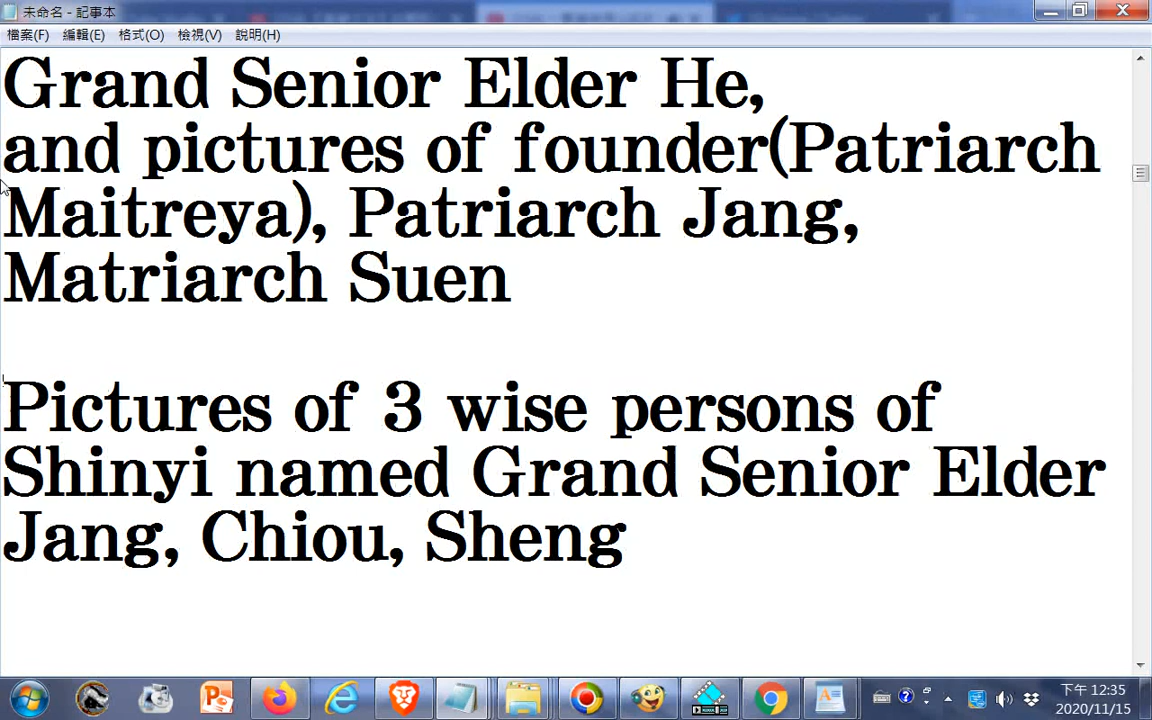 未命名 - 記事本
檔案(F) 編輯(E) 格式(O) 檢視(V) 說明(H)
Grand Senior Elder He,
and pictures of founder(Patriarch
Maitreya), Patriarch Jang,
Matriarch Suen
Pictures of 3 wise persons of
Shinyi named Grand Senior Elder
Jang, Chiou, Sheng
下午 12:35
2020/11/15